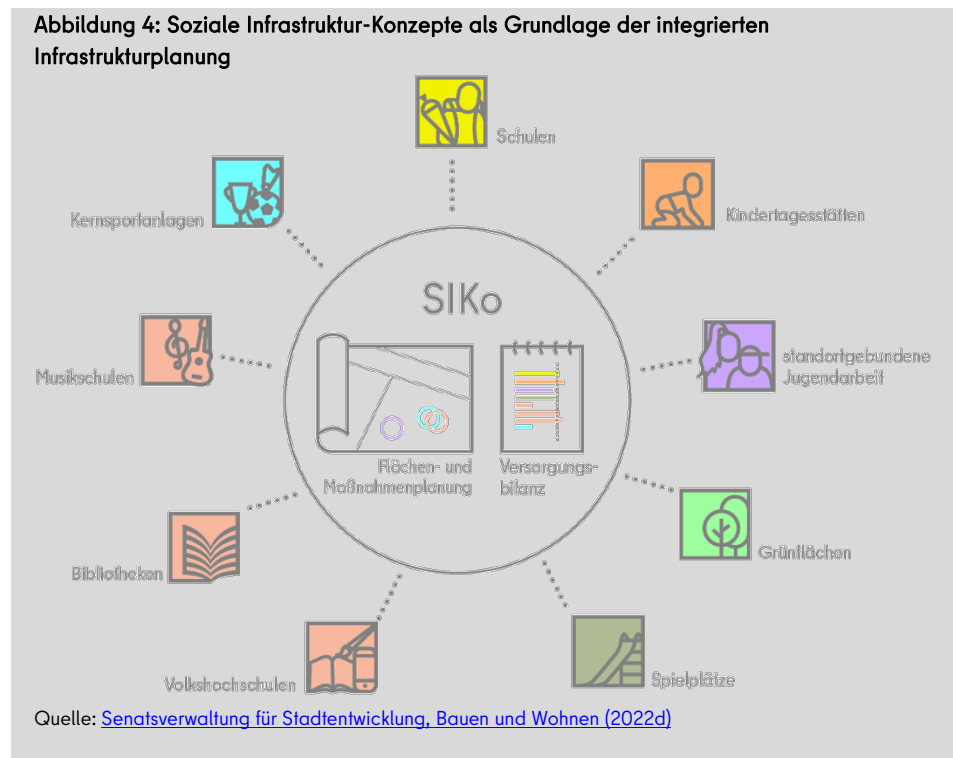 Abbildung 4: Soziale Infrastruktur-Konzepte als Grundlage der integrierten
Infrastrukturplanung
Schulen
Kernsportanlagen
Kindertagesstätten
SIKo
Musikschulen
standortgebundene
Jugendarbeit
Flächen- und
Maßnahmenplanung
Versorgungs-
bilanz
Bibliotheken
Grünflächen
Volkshochschulen
Spielplätze
Quelle: Senatsverwaltung für Stadtentwicklung, Bauen und Wohnen (2022d)